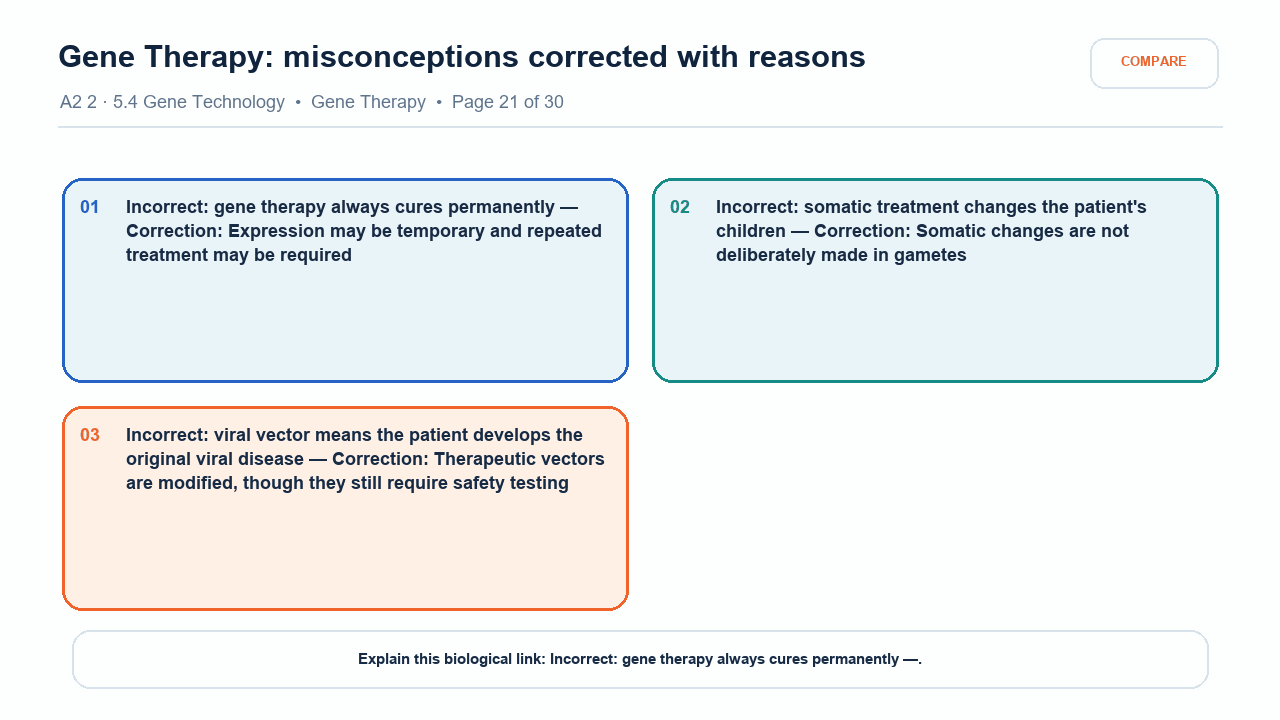 Gene Therapy: misconceptions corrected with reasons
COMPARE
A2 2 · 5.4 Gene Technology • Gene Therapy • Page 21 of 30
01
Incorrect: gene therapy always cures permanently —
Correction: Expression may be temporary and repeated
treatment may be required
02
Incorrect: somatic treatment changes the patient's
children — Correction: Somatic changes are not
deliberately made in gametes
03
Incorrect: viral vector means the patient develops the
original viral disease — Correction: Therapeutic vectors
are modified, though they still require safety testing
Explain this biological link: Incorrect: gene therapy always cures permanently —.